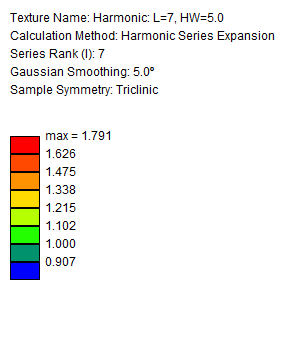 Texture Name: Harmonic: L=7, HW=5.0
Calculation Method: Harmonic Series Expansion
Series Rank (l): 7
Gaussian Smoothing: 5.0°
Sample Symmetry: Triclinic
max = 1.791
1.626
1.475
1.338
1.215
1.102
1.000
0.907